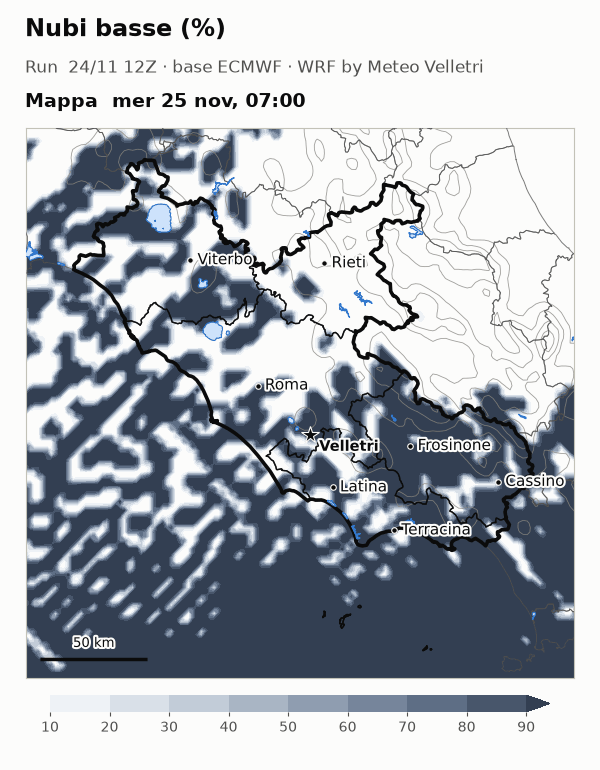 Nubi basse (%)
Run  24/11 12Z · base ECMWF · WRF by Meteo Velletri
Mappa  mer 25 nov, 07:00
Viterbo
Rieti
Roma
Velletri
Frosinone
Cassino
Latina
Terracina
50 km
10 20 30 40 50 60 70 80 90